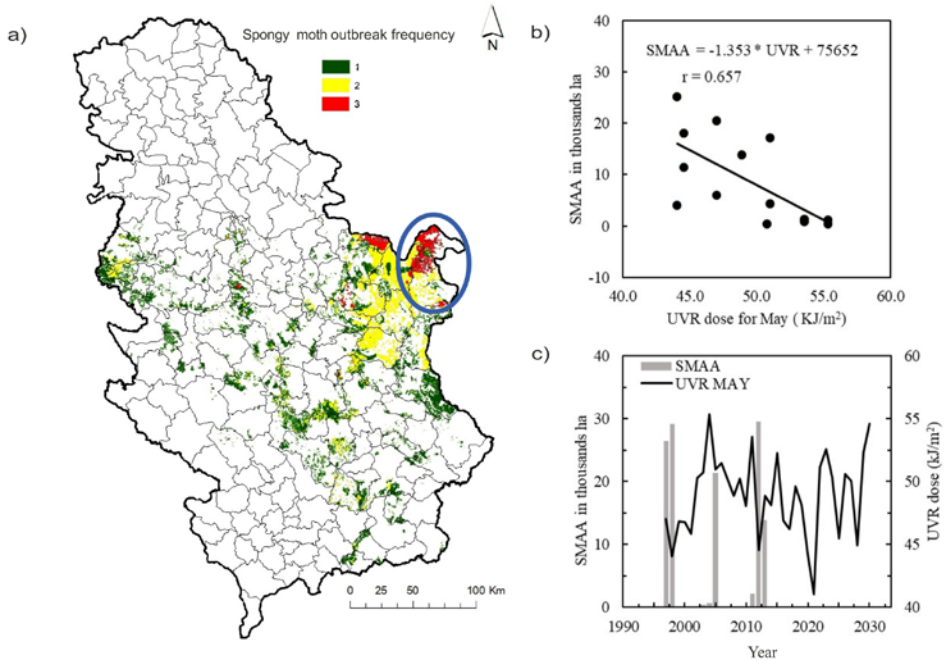 a)
Spongy moth outbreak frequency
1
2
3
N
0 25 50 100 Km
b)
SMAA = -1.353 * UVR + 75652
r = 0.657
SMAA in thousands ha
40
30
20
10
0
-10
40.0 45.0 50.0 55.0 60.0
UVR dose for May ( KJ/m²)
c)
SMAA
UVR MAY
SMAA in thousands ha
40
30
20
10
0
60
55
50
45
40
UVR dose (kJ/m²)
1990 2000 2010 2020 2030
Year